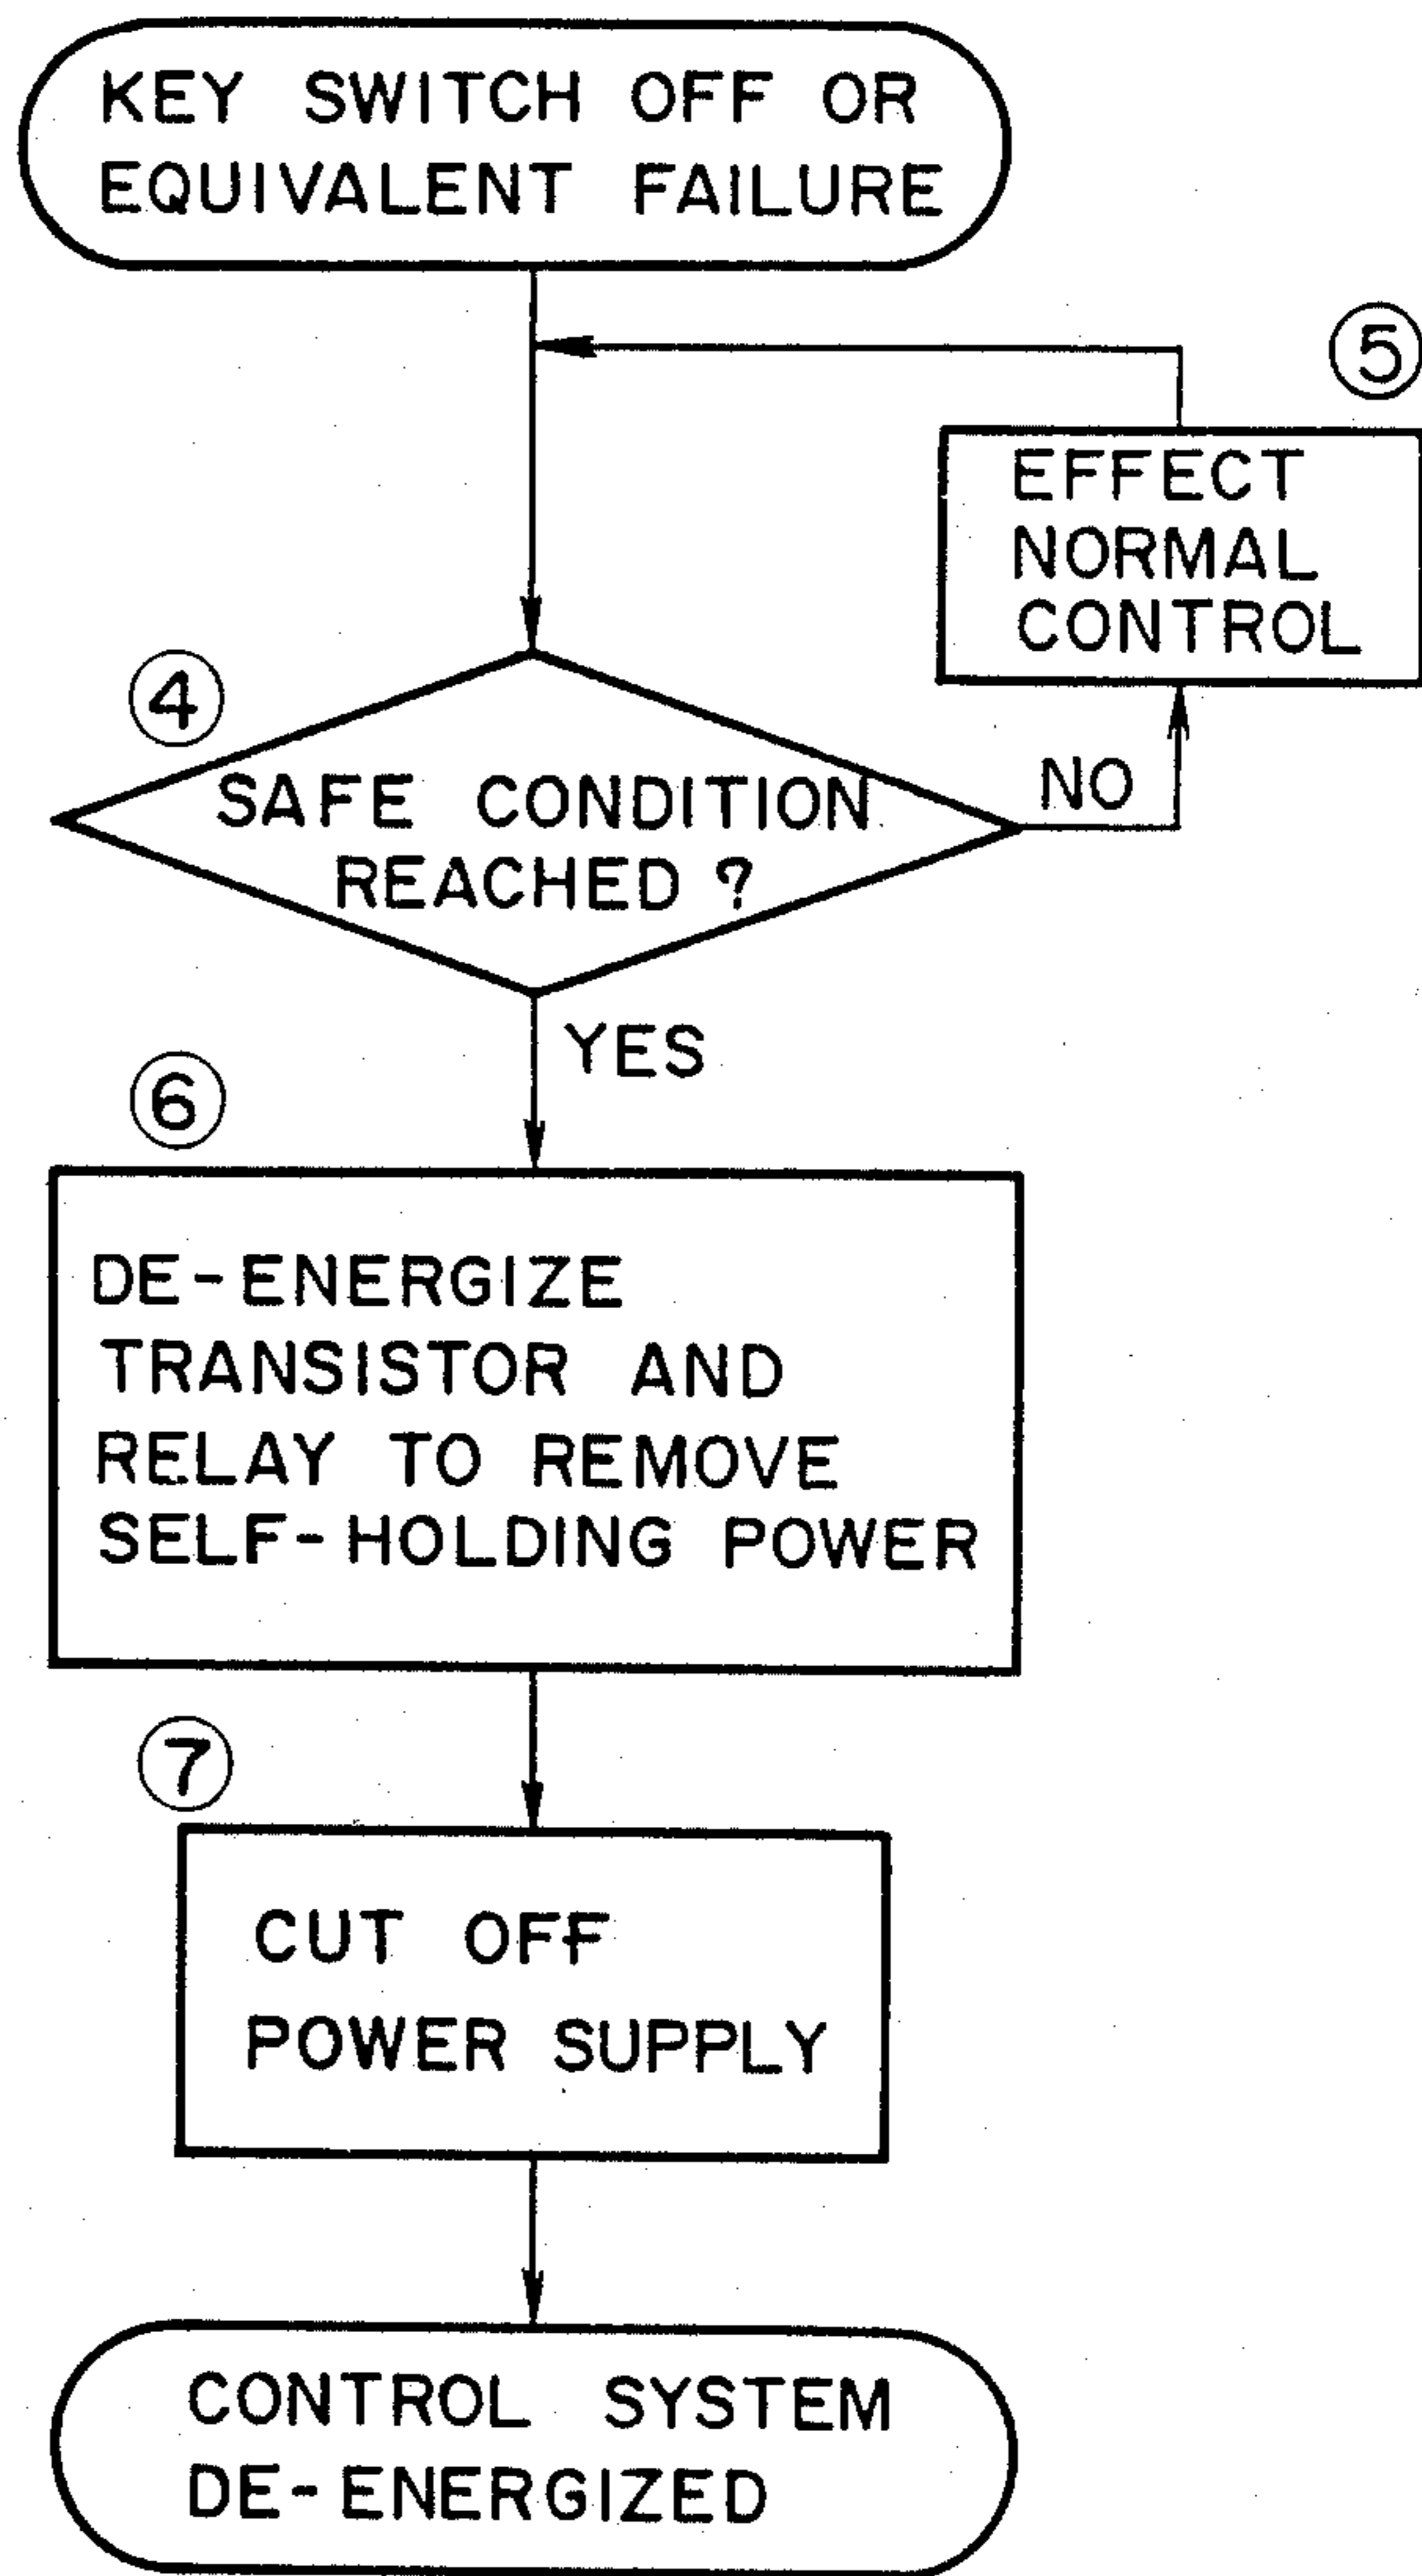 KEY SWITCH OFF OR
EQUIVALENT FAILURE
⑤
EFFECT
NORMAL
CONTROL
④
SAFE CONDITION
REACHED ?
NO
YES
⑥
DE-ENERGIZE
TRANSISTOR AND
RELAY TO REMOVE
SELF-HOLDING POWER
⑦
CUT OFF
POWER SUPPLY
CONTROL SYSTEM
DE-ENERGIZED